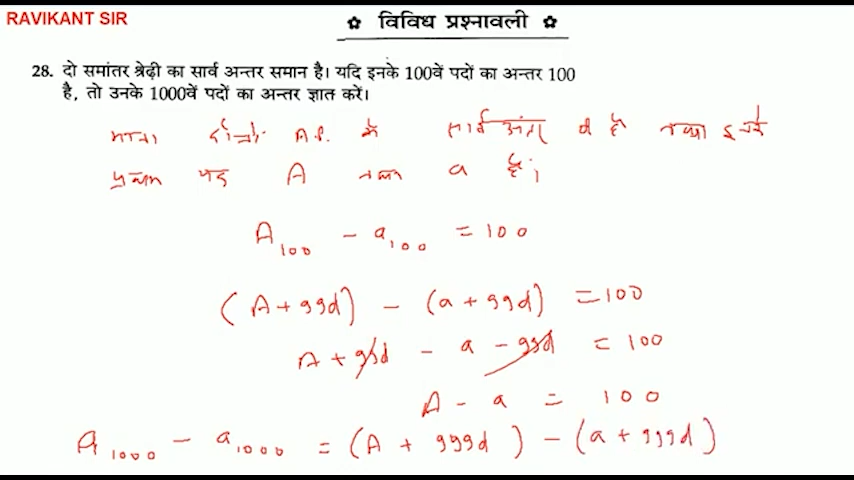 RAVIKANT SIR
✿ विविध प्रश्नावली ✿
28. दो समांतर श्रेढ़ी का सार्व अन्तर समान है। यदि इनके 100वें पदों का अन्तर 100
है, तो उनके 1000वें पदों का अन्तर ज्ञात करें।
माना दोनों A.P. के सार्व अंतर d है तथा इनके
प्रथम पद A तथा a है।
A₁₀₀ - a₁₀₀ = 100
(A + 99d) - (a + 99d) = 100
A + 99d - a - 99d = 100
A - a = 100
A₁₀₀₀ - a₁₀₀₀ = (A + 999d) - (a + 999d)